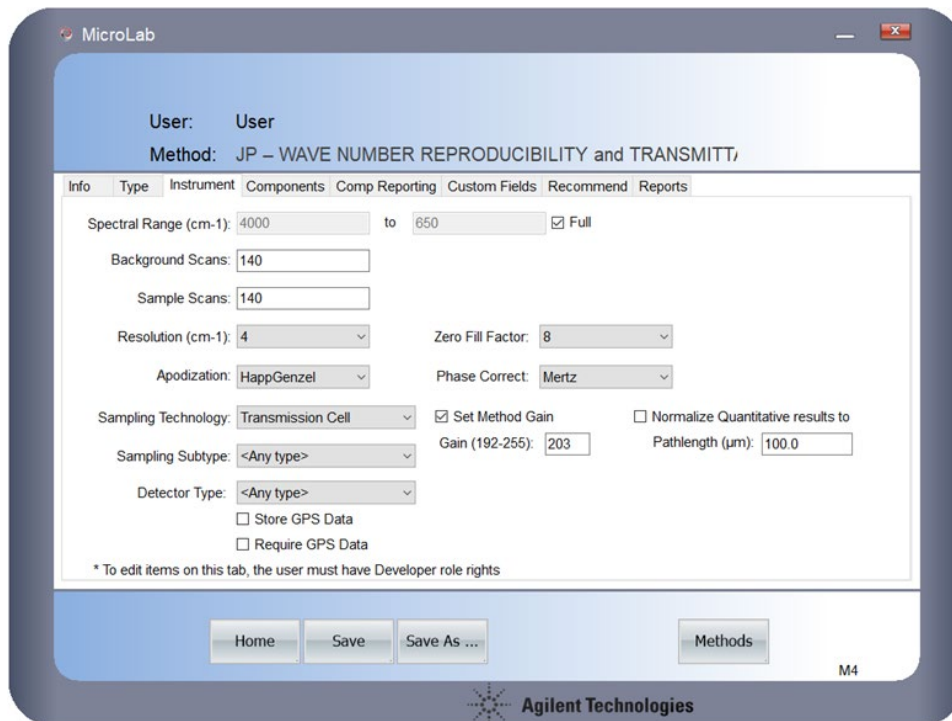 MicroLab
User: User
Method: JP – WAVE NUMBER REPRODUCIBILITY and TRANSMITT
Info Type Instrument Components Comp Reporting Custom Fields Recommend Reports
Spectral Range (cm-1): 4000 to 650 Full
Background Scans: 140
Sample Scans: 140
Resolution (cm-1): 4 Zero Fill Factor: 8
Apodization: HappGenzel Phase Correct: Mertz
Sampling Technology: Transmission Cell Set Method Gain Normalize Quantitative results to
Gain (192-255): 203 Pathlength (µm): 100.0
Sampling Subtype: <Any type>
Detector Type: <Any type>
Store GPS Data
Require GPS Data
* To edit items on this tab, the user must have Developer role rights
Home Save Save As ... Methods
M4
Agilent Technologies